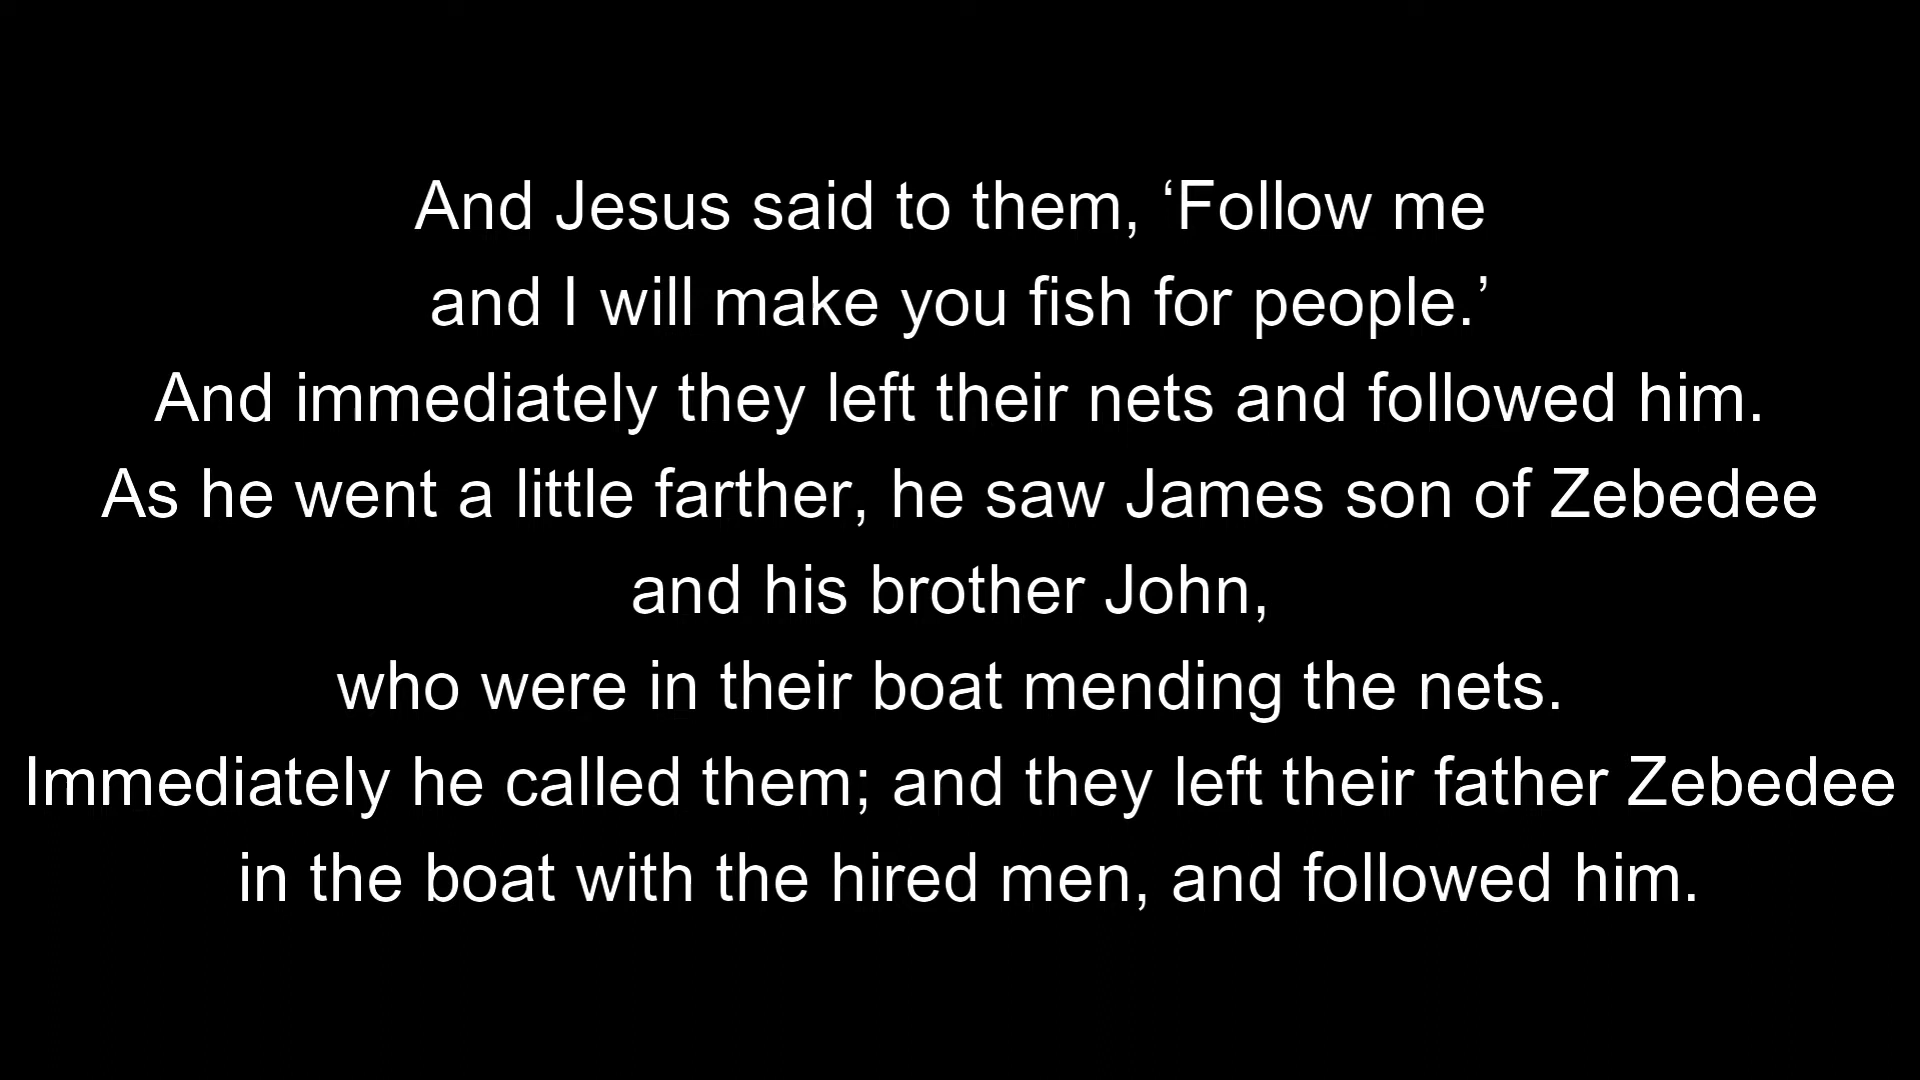 And Jesus said to them, ‘Follow me
and I will make you fish for people.’
And immediately they left their nets and followed him.
As he went a little farther, he saw James son of Zebedee
and his brother John,
who were in their boat mending the nets.
Immediately he called them; and they left their father Zebedee
in the boat with the hired men, and followed him.